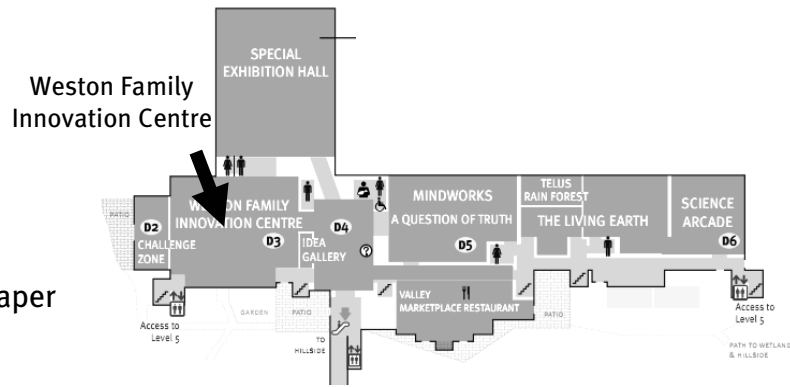 SPECIAL
EXHIBITION HALL
Weston Family
Innovation Centre
WESTON FAMILY
INNOVATION CENTRE
D2
CHALLENGE
ZONE
D3
D4
IDEA
GALLERY
?
MINDWORKS
A QUESTION OF TRUTH
D5
TELUS
RAIN FOREST
THE LIVING EARTH
SCIENCE
ARCADE
D6
PATIO
aper
VALLEY
MARKETPLACE RESTAURANT
Access to
Level 5
GARDEN
PATIO
TO
HILLSIDE
PATIO
Access to
Level 5
PATH TO WETLAND
& HILLSIDE